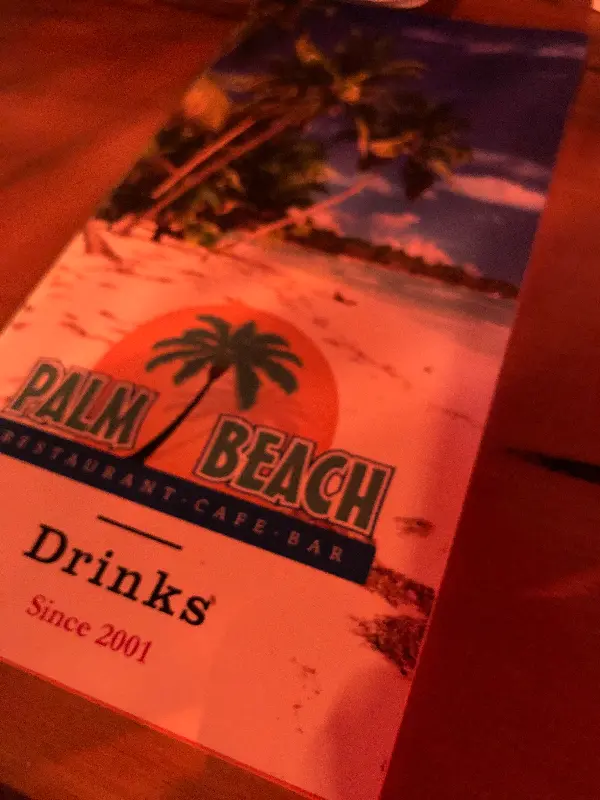 PALM BEACH
RESTAURANT·CAFE·BAR
Drinks
Since 2001